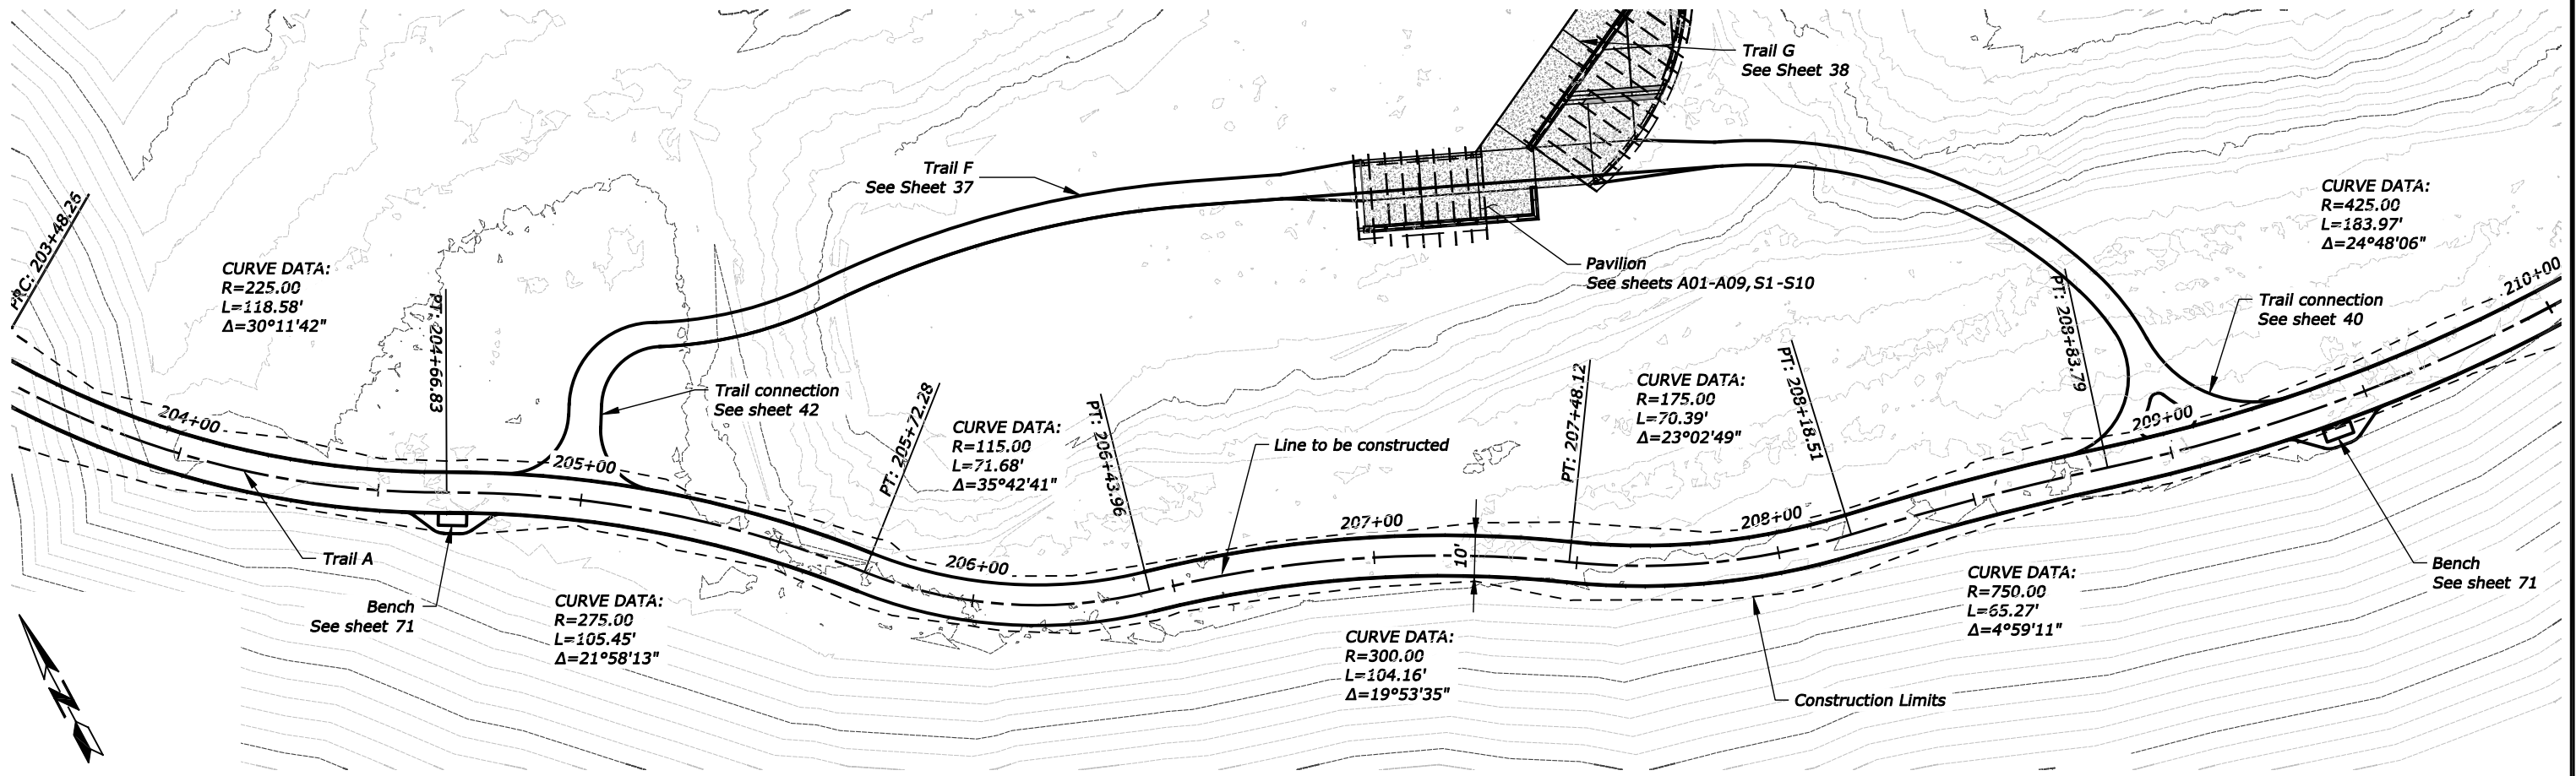 Trail G
See Sheet 38
Trail F
See Sheet 37
PRC: 203+48.26
CURVE DATA:
R=225.00
L=118.58'
Δ=30°11'42"
PT: 204+66.83
CURVE DATA:
R=425.00
L=183.97'
Δ=24°48'06"
Pavilion
See sheets A01-A09, S1-S10
210+00
Trail connection
See sheet 40
PT: 208+83.79
Trail connection
See sheet 42
PT: 205+72.28
PT: 206+43.96
PT: 207+48.12
CURVE DATA:
R=175.00
L=70.39'
Δ=23°02'49"
PT: 208+18.51
204+00
205+00
CURVE DATA:
R=115.00
L=71.68'
Δ=35°42'41"
Line to be constructed
209+00
206+00
207+00
208+00
10'
Trail A
Bench
See sheet 71
CURVE DATA:
R=275.00
L=105.45'
Δ=21°58'13"
CURVE DATA:
R=300.00
L=104.16'
Δ=19°53'35"
CURVE DATA:
R=750.00
L=65.27'
Δ=4°59'11"
Bench
See sheet 71
Construction Limits
N